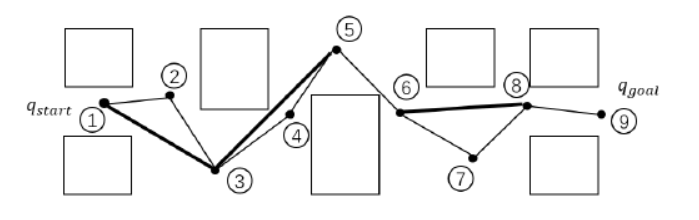 ⑤
② ⑥ ⑧ q_goal
q_start ① ④ ⑨
③ ⑦